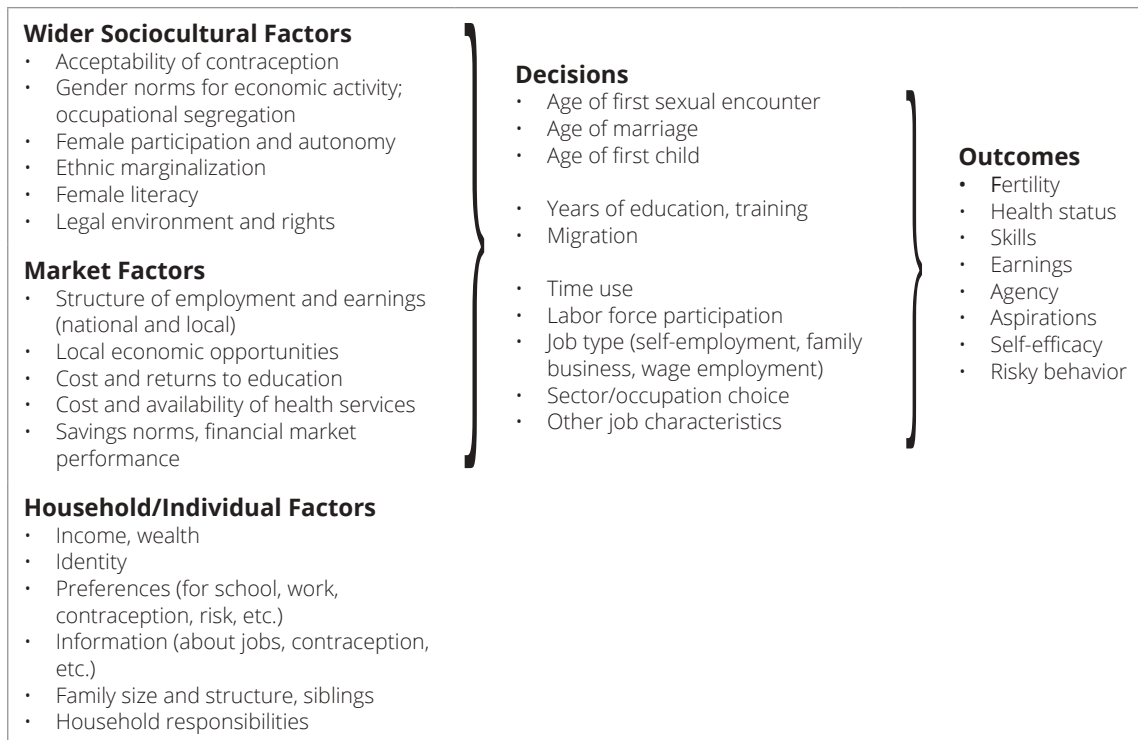 Wider Sociocultural Factors
• Acceptability of contraception
• Gender norms for economic activity;
occupational segregation
• Female participation and autonomy
• Ethnic marginalization
• Female literacy
• Legal environment and rights
Market Factors
• Structure of employment and earnings
(national and local)
• Local economic opportunities
• Cost and returns to education
• Cost and availability of health services
• Savings norms, financial market
performance
Household/Individual Factors
• Income, wealth
• Identity
• Preferences (for school, work,
contraception, risk, etc.)
• Information (about jobs, contraception,
etc.)
• Family size and structure, siblings
• Household responsibilities
Decisions
• Age of first sexual encounter
• Age of marriage
• Age of first child
• Years of education, training
• Migration
• Time use
• Labor force participation
• Job type (self-employment, family
business, wage employment)
• Sector/occupation choice
• Other job characteristics
Outcomes
• Fertility
• Health status
• Skills
• Earnings
• Agency
• Aspirations
• Self-efficacy
• Risky behavior